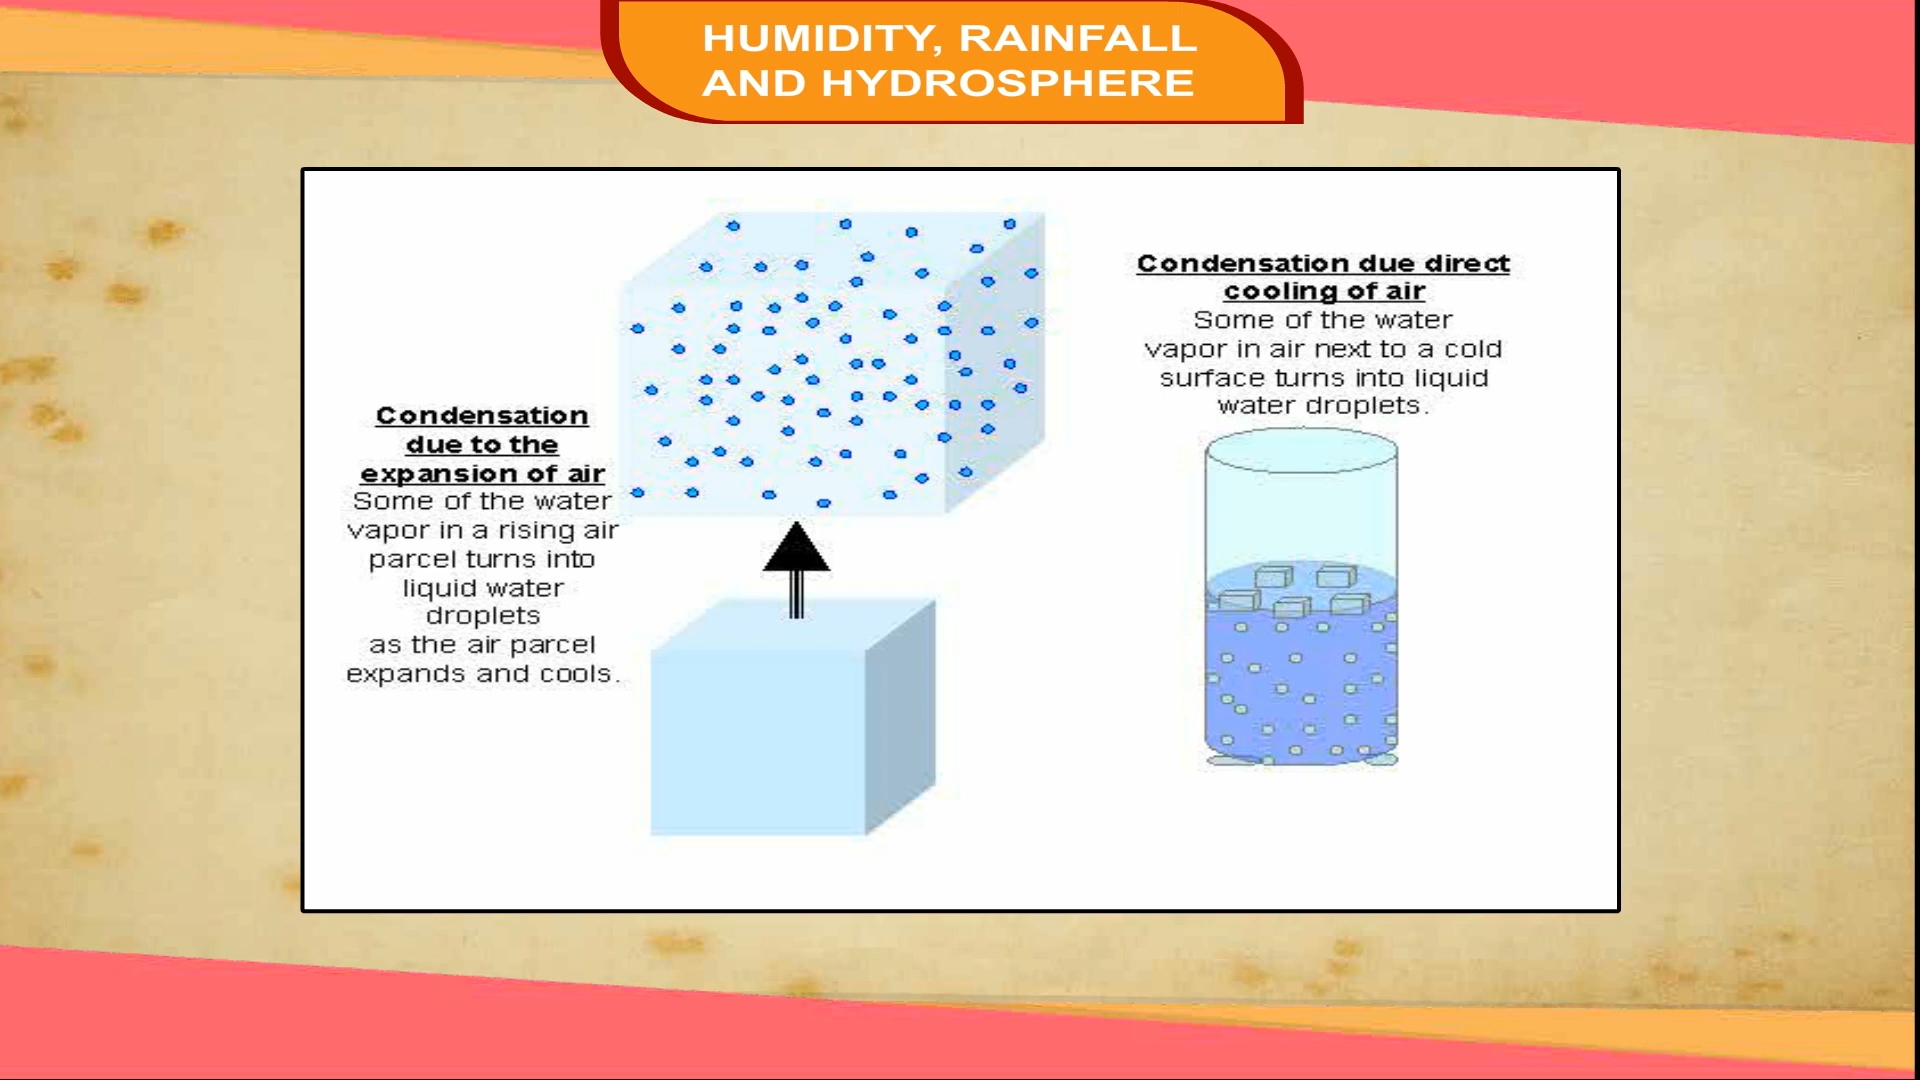 HUMIDITY, RAINFALL
AND HYDROSPHERE
Condensation
due to the
expansion of air
Some of the water
vapor in a rising air
parcel turns into
liquid water
droplets
as the air parcel
expands and cools.
Condensation due direct
cooling of air
Some of the water
vapor in air next to a cold
surface turns into liquid
water droplets.